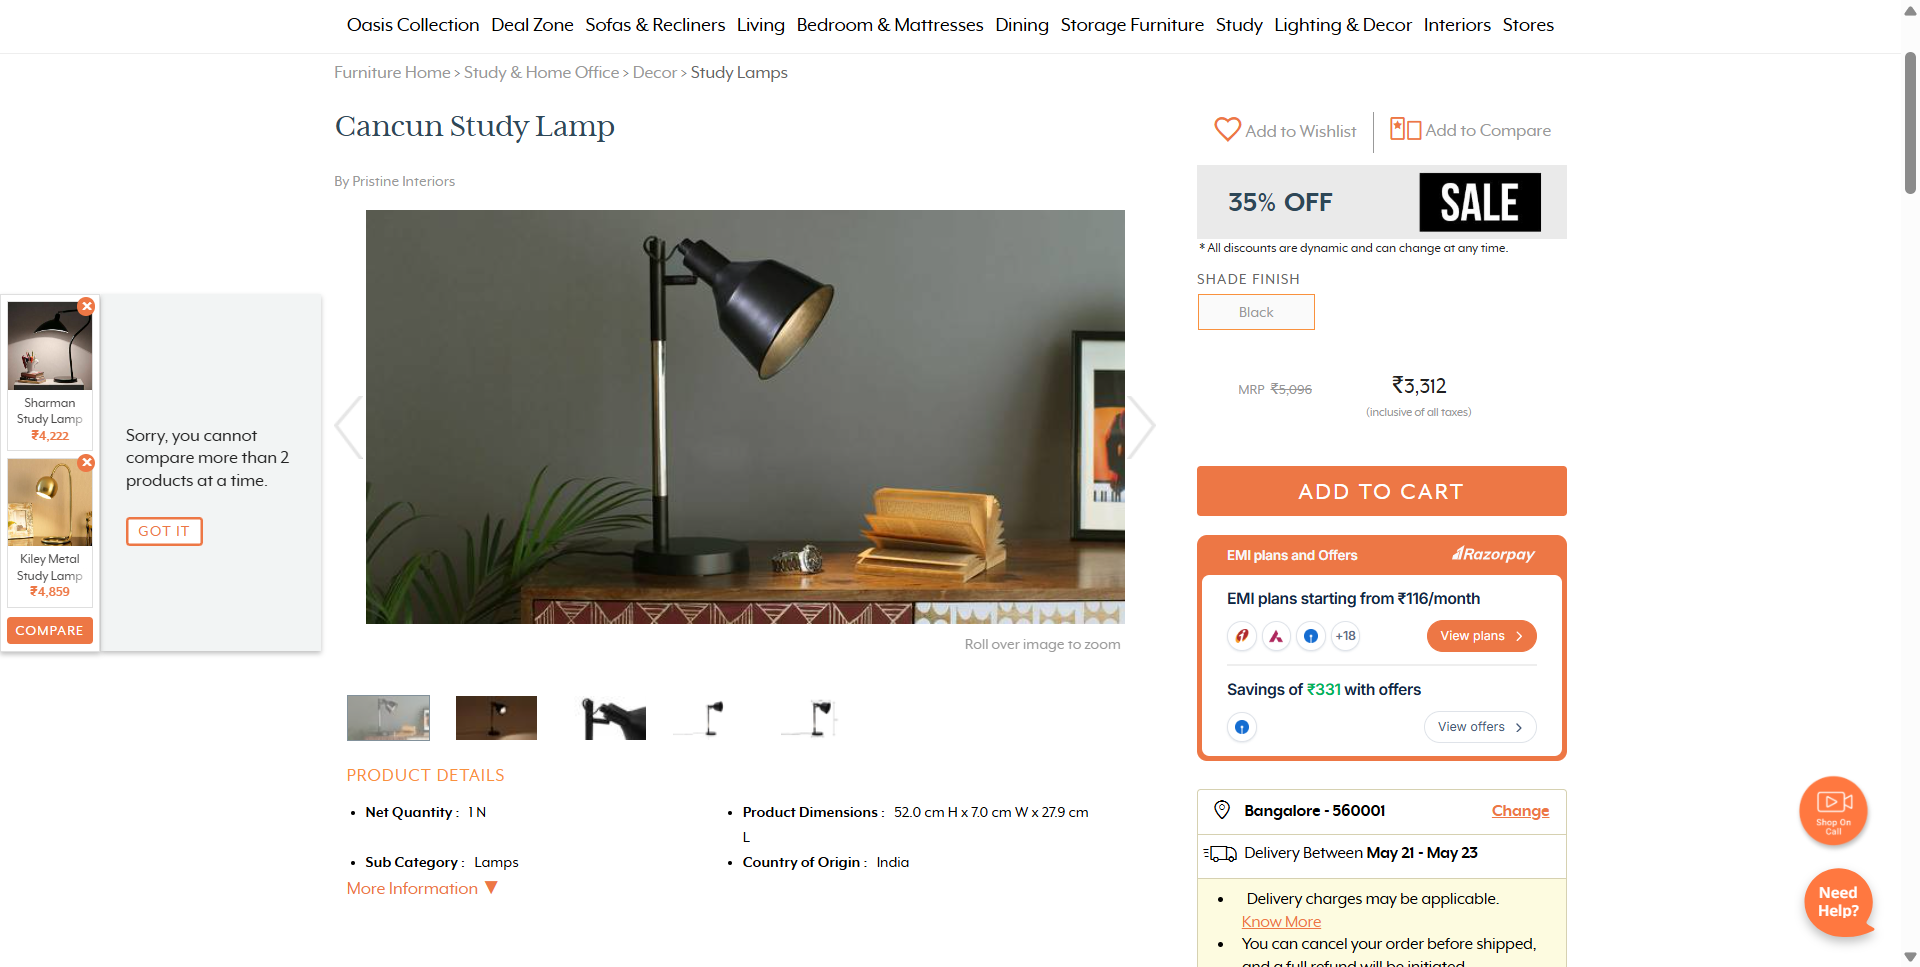 Oasis Collection Deal Zone Sofas & Recliners Living Bedroom & Mattresses Dining Storage Furniture Study Lighting & Decor Interiors Stores
Furniture Home > Study & Home Office > Decor > Study Lamps
Cancun Study Lamp
By Pristine Interiors
Add to Wishlist
Add to Compare
35% OFF
SALE
* All discounts are dynamic and can change at any time.
SHADE FINISH
Black
MRP ₹5,096
₹3,312
(inclusive of all taxes)
ADD TO CART
Sharman
Study Lamp
₹4,222
Kiley Metal
Study Lamp
₹4,859
COMPARE
Sorry, you cannot
compare more than 2
products at a time.
GOT IT
Roll over image to zoom
EMI plans and Offers
Razorpay
EMI plans starting from ₹116/month
+18
View plans
Savings of ₹331 with offers
View offers
PRODUCT DETAILS
Net Quantity : 1 N
Product Dimensions : 52.0 cm H x 7.0 cm W x 27.9 cm
L
Sub Category : Lamps
Country of Origin : India
More Information ▼
Bangalore - 560001
Change
Delivery Between May 21 - May 23
Delivery charges may be applicable.
Know More
You can cancel your order before shipped,
and a full refund will be initiated
Shop On
Call
Need
Help?